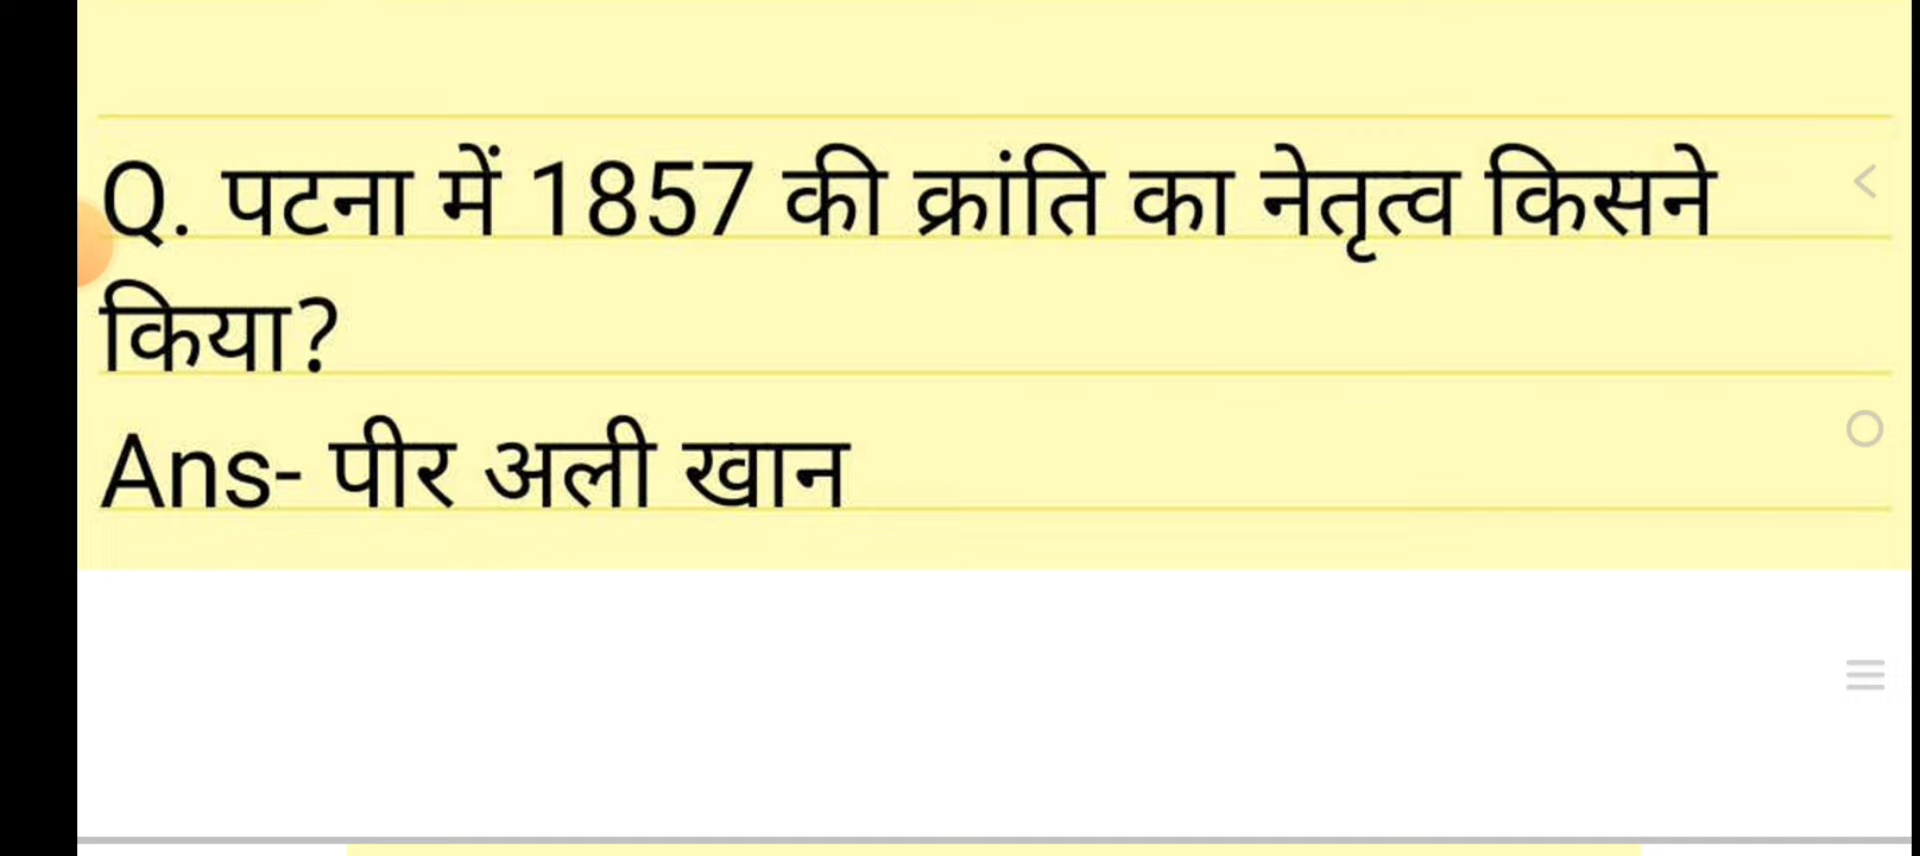 Q. पटना में 1857 की क्रांति का नेतृत्व किसने
किया?
Ans- पीर अली खान